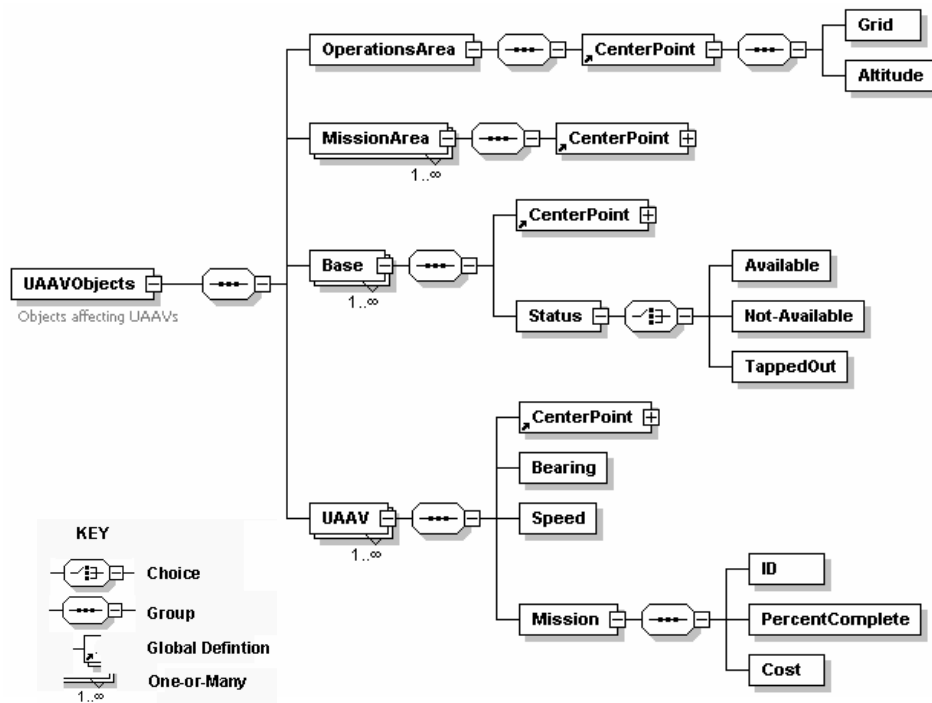 Grid
OperationsArea
CenterPoint
Altitude
MissionArea
CenterPoint
1..∞
CenterPoint
Base
Available
1..∞
UAAVObjects
Status
Not-Available
Objects affecting UAAVs
TappedOut
CenterPoint
Bearing
UAAV
Speed
1..∞
ID
Mission
PercentComplete
Cost
KEY
Choice
Group
Global Defintion
One-or-Many
1..∞